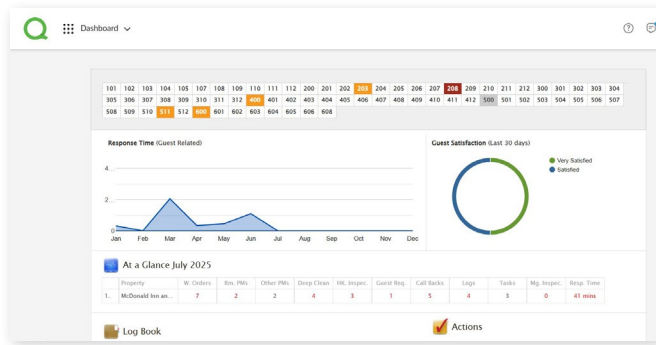 Dashboard
101 102 103 104 105 107 108 109 110 111 112 200 201 202 203 204 205 206 207 208 209 210 211 212 300 301 302 303 304
305 306 307 308 309 310 311 312 400 401 402 403 404 405 406 407 408 409 410 411 412 500 501 502 503 504 505 506 507
508 509 510 511 512 600 601 602 603 604 605 606 608
Response Time (Guest Related)
Guest Satisfaction (Last 30 days)
4...
2...
0
Jan Feb Mar Apr May Jun Jul Aug Sep Oct Nov Dec
Very Satisfied
Satisfied
At a Glance July 2025
Property W. Orders Rm. PMs Other PMs Deep Clean HK. Inspec. Guest Req. Call Backs Logs Tasks Mg. Inspec. Resp. Time
1. McDonald Inn an... 7 2 2 4 3 1 5 4 3 0 41 mins
Log Book
Actions